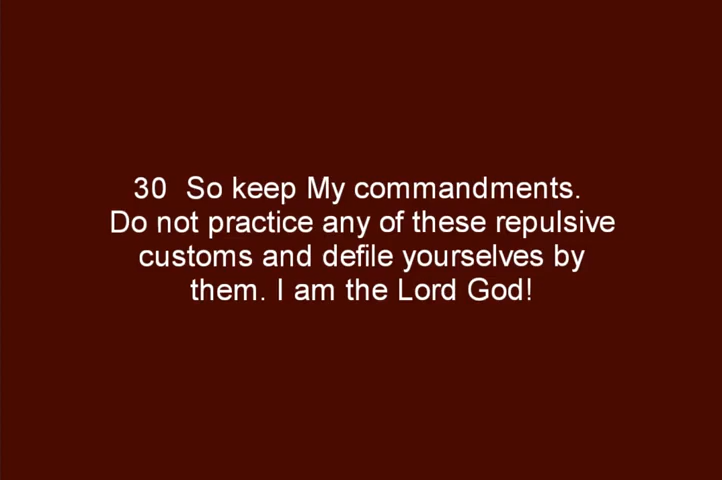 30 So keep My commandments.
Do not practice any of these repulsive
customs and defile yourselves by
them. I am the Lord God!